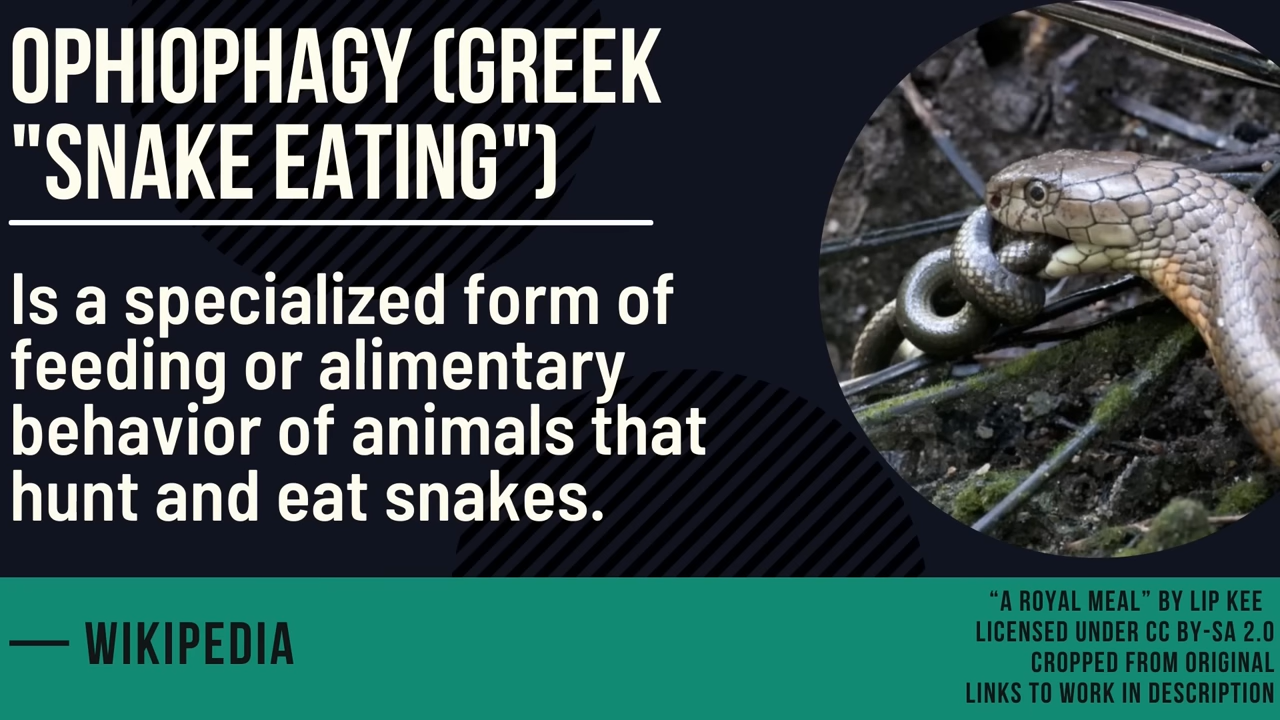 OPHIOPHAGY (GREEK
"SNAKE EATING")
Is a specialized form of
feeding or alimentary
behavior of animals that
hunt and eat snakes.
— WIKIPEDIA
“A ROYAL MEAL” BY LIP KEE
LICENSED UNDER CC BY-SA 2.0
CROPPED FROM ORIGINAL
LINKS TO WORK IN DESCRIPTION